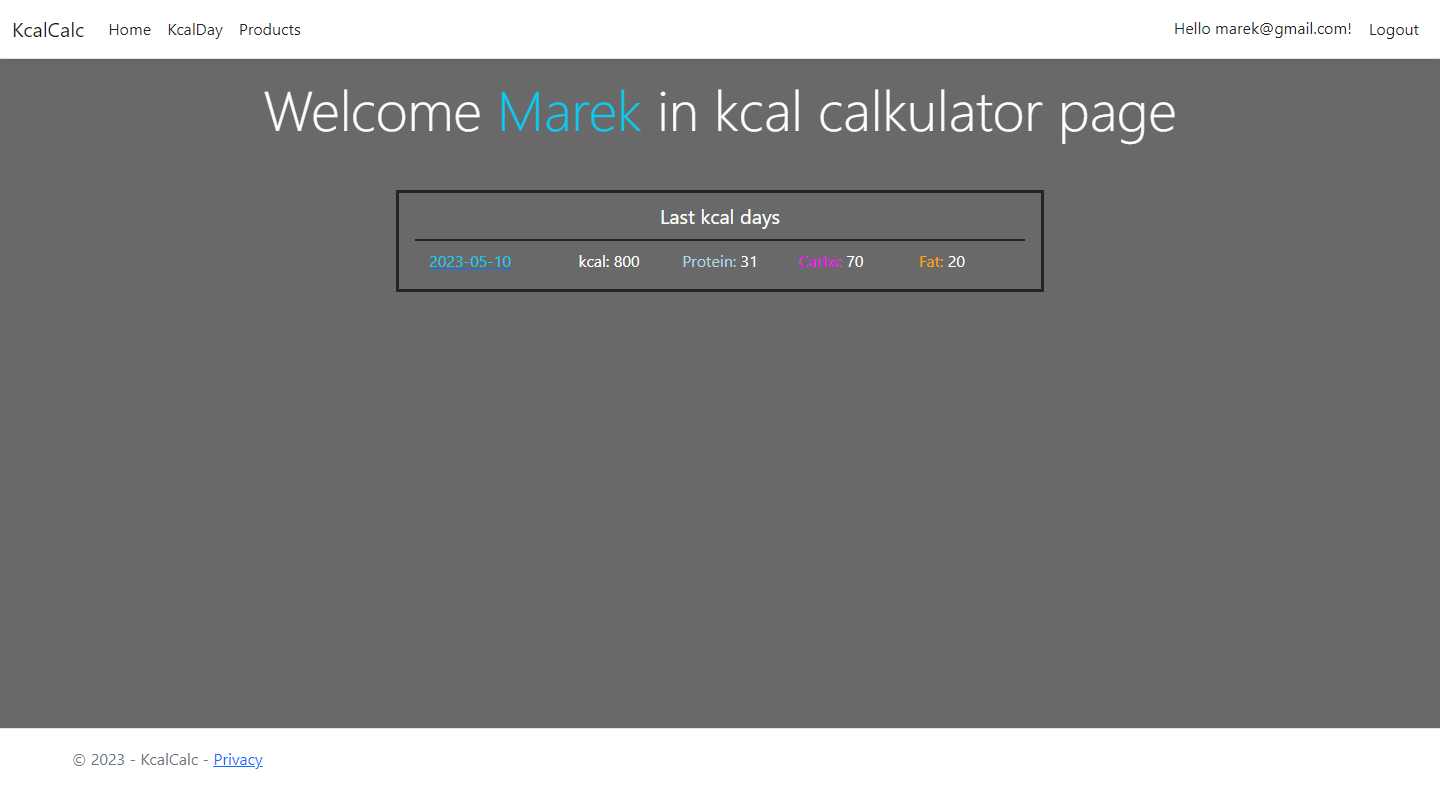 KcalCalc Home KcalDay Products Hello marek@gmail.com! Logout
Welcome Marek in kcal calkulator page
Last kcal days
2023-05-10 kcal: 800 Protein: 31 Carbs: 70 Fat: 20
© 2023 - KcalCalc - Privacy